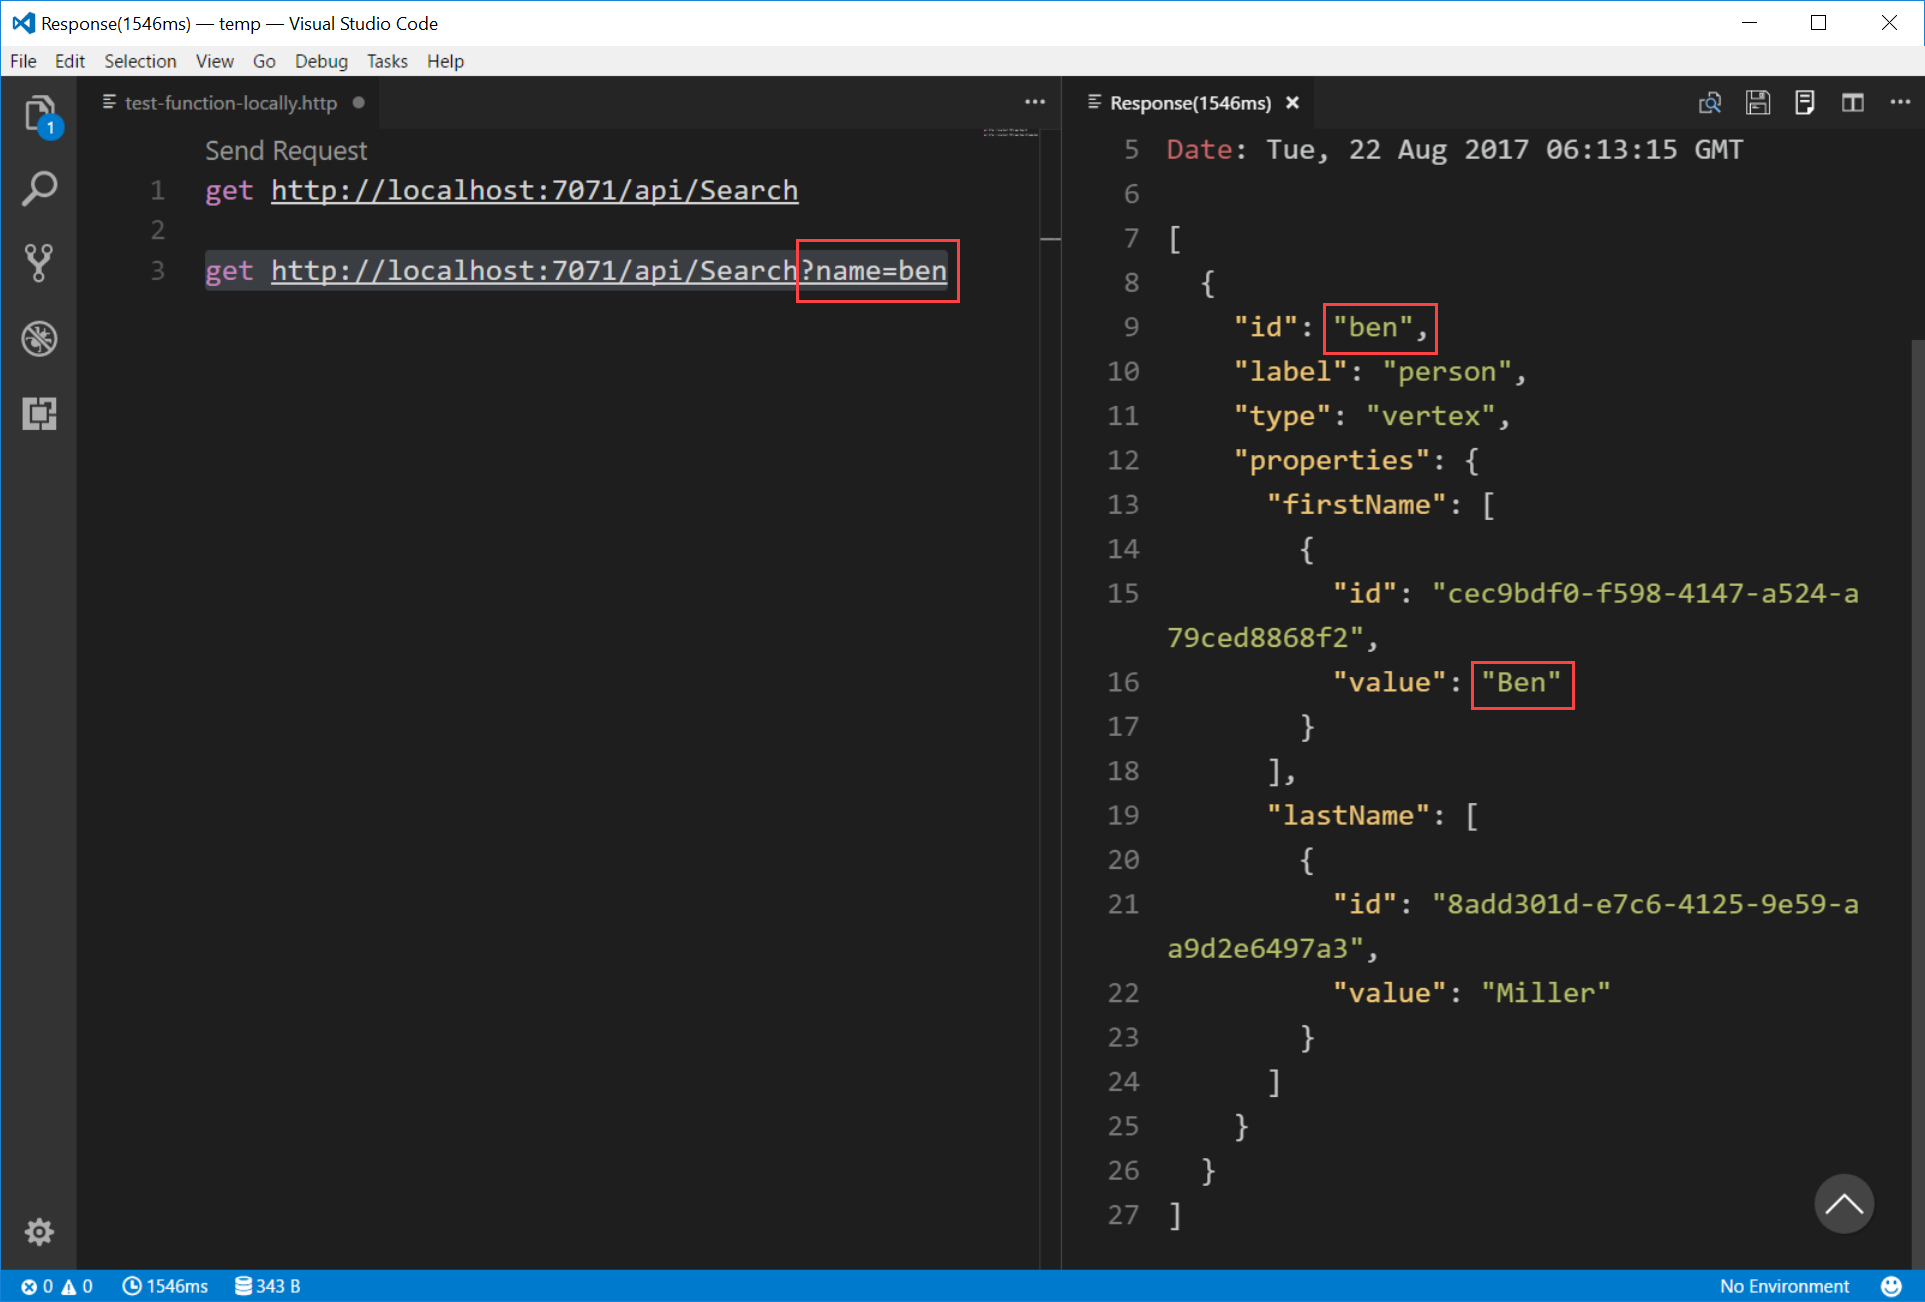 Response(1546ms) — temp — Visual Studio Code
File Edit Selection View Go Debug Tasks Help
test-function-locally.http
Send Request
1 get http://localhost:7071/api/Search
2
3 get http://localhost:7071/api/Search?name=ben
Response(1546ms)
5 Date: Tue, 22 Aug 2017 06:13:15 GMT
6
7 [
8 {
9 "id": "ben",
10 "label": "person",
11 "type": "vertex",
12 "properties": {
13 "firstName": [
14 {
15 "id": "cec9bdf0-f598-4147-a524-a
79ced8868f2",
16 "value": "Ben"
17 }
18 ],
19 "lastName": [
20 {
21 "id": "8add301d-e7c6-4125-9e59-a
a9d2e6497a3",
22 "value": "Miller"
23 }
24 ]
25 }
26 }
27 ]
1
0 0 1546ms 343 B No Environment